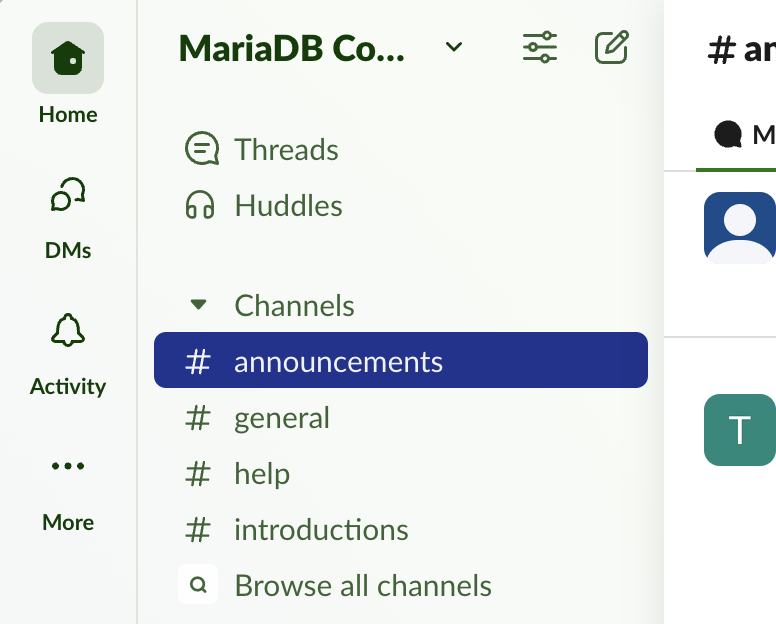 Home
DMs
Activity
More
MariaDB Co...
Threads
Huddles
Channels
# announcements
# general
# help
# introductions
Browse all channels
# an
M
T